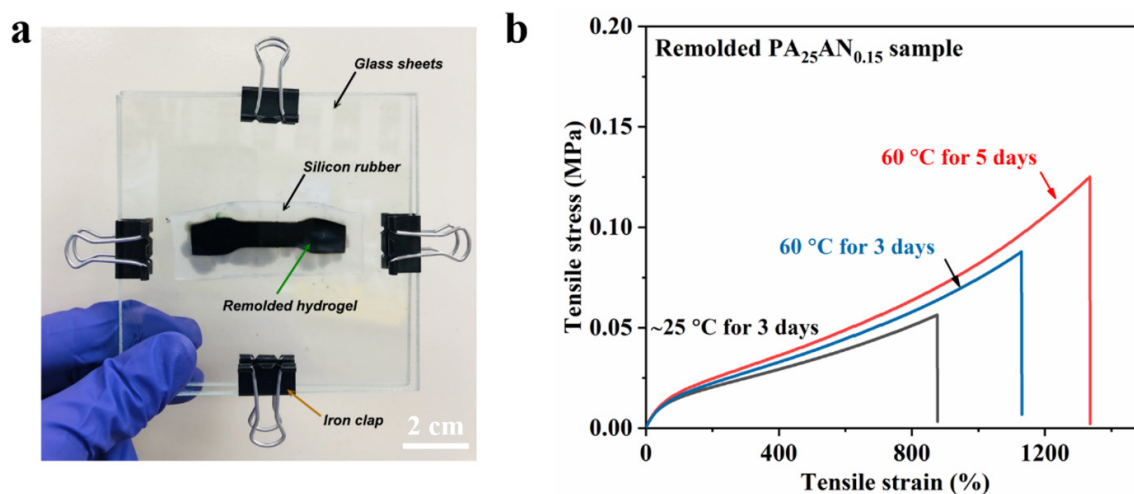 a
Glass sheets
Silicon rubber
Remolded hydrogel
Iron clap
2 cm
b
Remolded PA₂₅AN₀.₁₅ sample
60 °C for 5 days
60 °C for 3 days
~25 °C for 3 days
Tensile stress (MPa)
0.20
0.15
0.10
0.05
0.00
0 400 800 1200
Tensile strain (%)